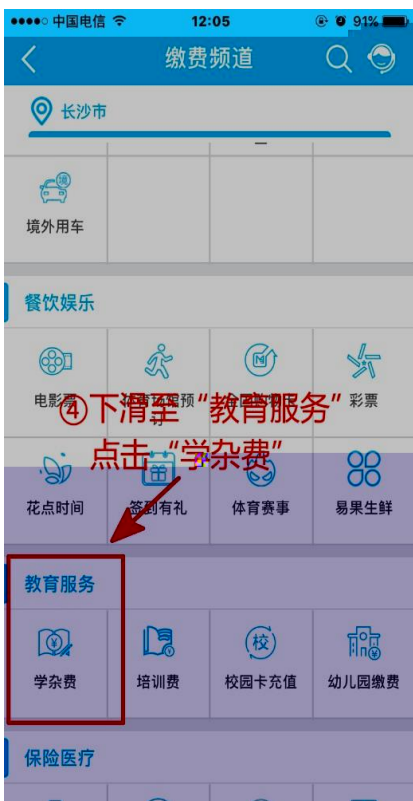 中国电信 12:05 91%
缴费频道
长沙市
境外用车
餐饮娱乐
电影票 彩票
④下滑至“教育服务”
点击“学杂费”
花点时间 签到有礼 体育赛事 易果生鲜
教育服务
学杂费 培训费 校园卡充值 幼儿园缴费
保险医疗